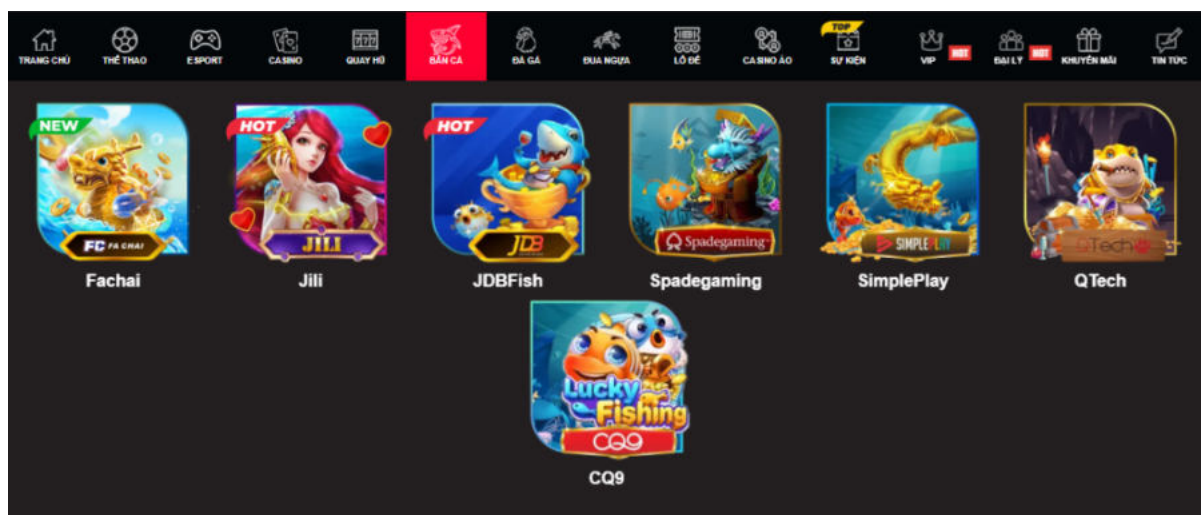 TRANG CHỦ
THỂ THAO
ESPORT
CASINO
QUAY HŨ
BẮN CÁ
ĐÁ GÀ
ĐUA NGỰA
LÔ ĐỀ
CASINO ẢO
TOP
SỰ KIỆN
VIP
HOT
ĐẠI LÝ
HOT
KHUYẾN MÃI
TIN TỨC
NEW
FC FA CHAI
Fachai
HOT
JILI
Jili
HOT
JDB
JDBFish
Spadegaming
Spadegaming
SIMPLEPLAY
SimplePlay
QTech
QTech
Lucky
Fishing
CQ9
CQ9